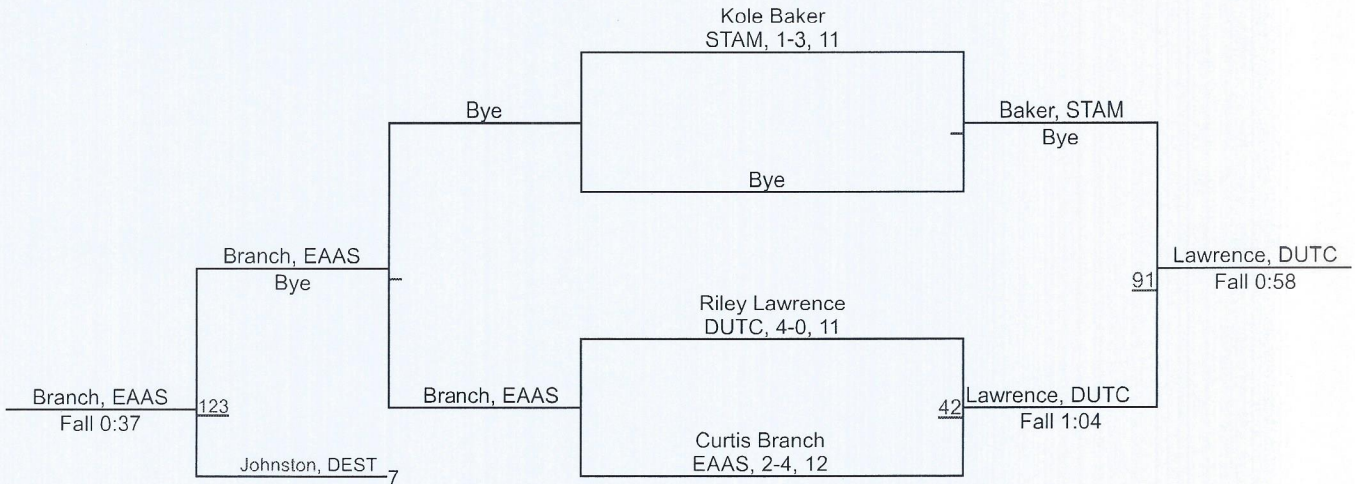 Kole Baker
STAM, 1-3, 11
Bye
Baker, STAM
Bye
Bye
Branch, EAAS
Bye
Lawrence, DUTC
91
Fall 0:58
Riley Lawrence
DUTC, 4-0, 11
Branch, EAAS
123
Fall 0:37
Branch, EAAS
42
Lawrence, DUTC
Fall 1:04
Curtis Branch
EAAS, 2-4, 12
Johnston, DEST
7